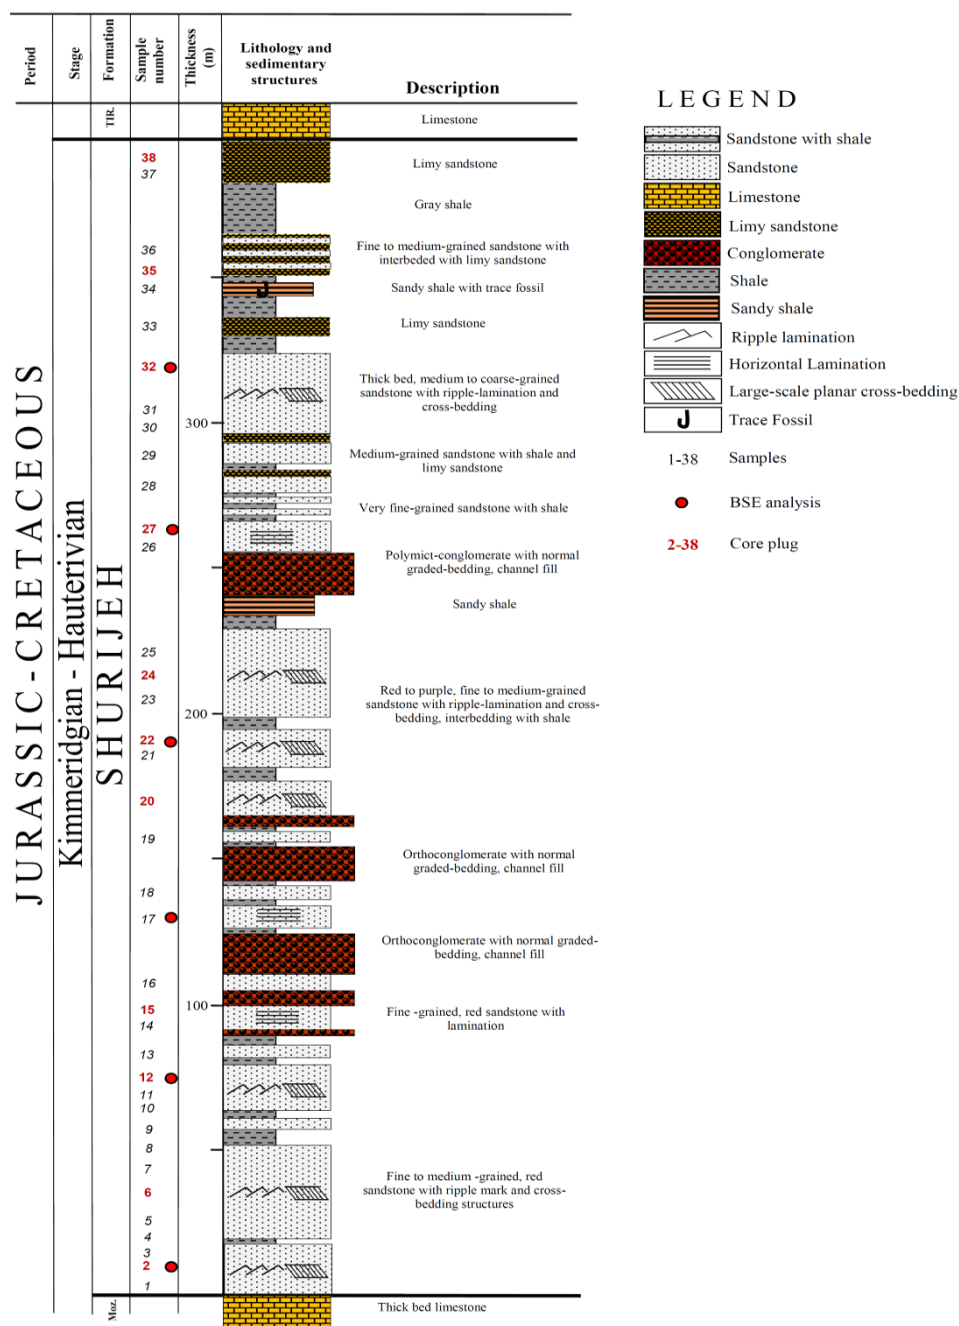 Period
Stage
Formation
Sample
number
Thickness
(m)
Lithology and
sedimentary
structures
Description
TIR.
Limestone
38
Limy sandstone
37
Gray shale
36
Fine to medium-grained sandstone with
interbeded with limy sandstone
35
34
Sandy shale with trace fossil
33
Limy sandstone
32
Thick bed, medium to coarse-grained
sandstone with ripple-lamination and
cross-bedding
31
300
30
29
Medium-grained sandstone with shale and
limy sandstone
28
Very fine-grained sandstone with shale
27
26
Polymict-conglomerate with normal
graded-bedding, channel fill
Sandy shale
25
24
Red to purple, fine to medium-grained
sandstone with ripple-lamination and cross-
bedding, interbedding with shale
23
200
22
21
20
19
Orthoconglomerate with normal
graded-bedding, channel fill
18
17
Orthoconglomerate with normal graded-
bedding, channel fill
16
100
15
Fine -grained, red sandstone with
lamination
14
13
12
11
10
9
8
7
Fine to medium -grained, red
sandstone with ripple mark and cross-
bedding structures
6
5
4
3
2
1
Moz.
Thick bed limestone
JURASSIC-CRETACEOUS
Kimmeridgian - Hauterivian
SHURIJEH
LEGEND
Sandstone with shale
Sandstone
Limestone
Limy sandstone
Conglomerate
Shale
Sandy shale
Ripple lamination
Horizontal Lamination
Large-scale planar cross-bedding
Trace Fossil
1-38 Samples
BSE analysis
2-38 Core plug